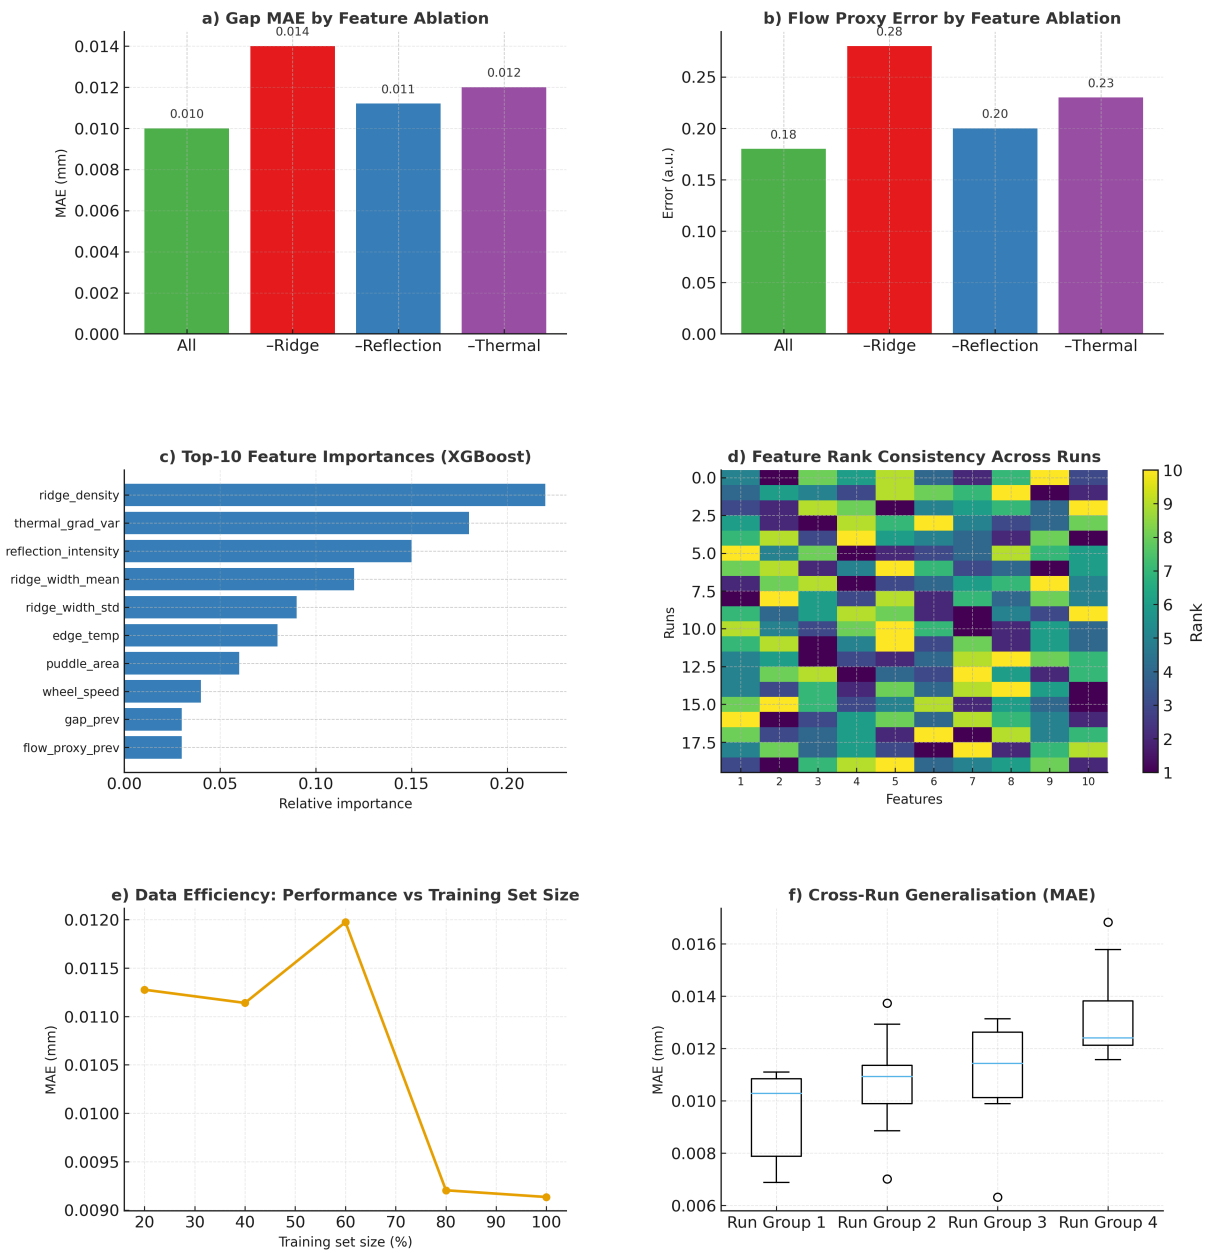 a) Gap MAE by Feature Ablation
0.014
0.012
0.010
0.008
0.006
0.004
0.002
0.000
MAE (mm)
0.010
0.014
0.011
0.012
All
–Ridge
–Reflection
–Thermal
b) Flow Proxy Error by Feature Ablation
0.25
0.20
0.15
0.10
0.05
0.00
Error (a.u.)
0.18
0.28
0.20
0.23
All
–Ridge
–Reflection
–Thermal
c) Top-10 Feature Importances (XGBoost)
ridge_density
thermal_grad_var
reflection_intensity
ridge_width_mean
ridge_width_std
edge_temp
puddle_area
wheel_speed
gap_prev
flow_proxy_prev
0.00
0.05
0.10
0.15
0.20
Relative importance
d) Feature Rank Consistency Across Runs
0.0
2.5
5.0
7.5
10.0
12.5
15.0
17.5
Runs
1
2
3
4
5
6
7
8
9
10
Features
10
9
8
7
6
5
4
3
2
1
Rank
e) Data Efficiency: Performance vs Training Set Size
0.0120
0.0115
0.0110
0.0105
0.0100
0.0095
0.0090
MAE (mm)
20
30
40
50
60
70
80
90
100
Training set size (%)
f) Cross-Run Generalisation (MAE)
0.016
0.014
0.012
0.010
0.008
0.006
MAE (mm)
Run Group 1
Run Group 2
Run Group 3
Run Group 4